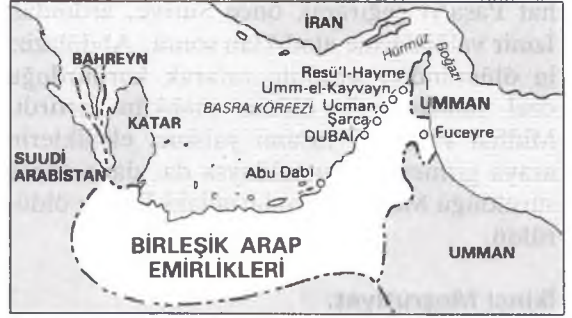 İRAN
Hürmüz Boğazı
BAHREYN
Resü'l-Hayme
Umm-el-Kayvayn
KATAR
BASRA KÖRFEZİ
Ucman
UMMAN
Şarca
DUBAİ
Fuceyre
SUUDİ
ARABİSTAN
Abu Dabi
BİRLEŞİK ARAP
EMİRLİKLERİ
UMMAN